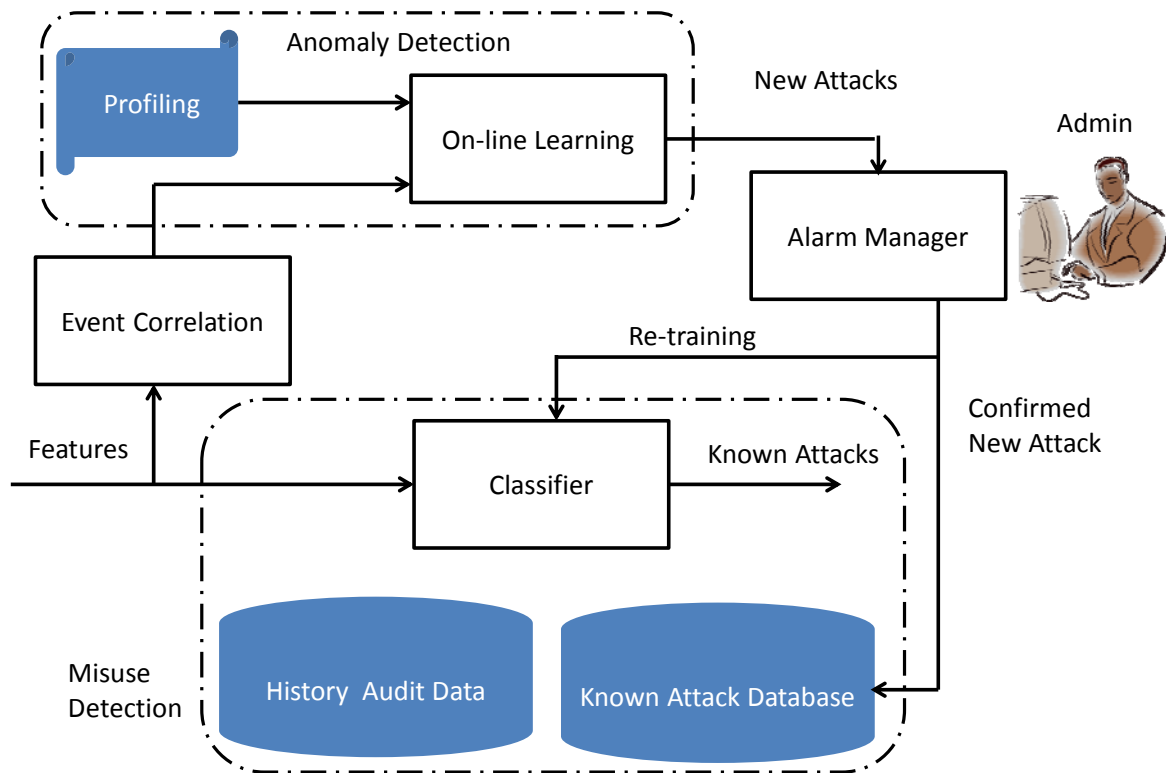 Anomaly Detection
Profiling
On-line Learning
New Attacks
Admin
Alarm Manager
Event Correlation
Re-training
Confirmed
New Attack
Features
Classifier
Known Attacks
Misuse
Detection
History Audit Data
Known Attack Database